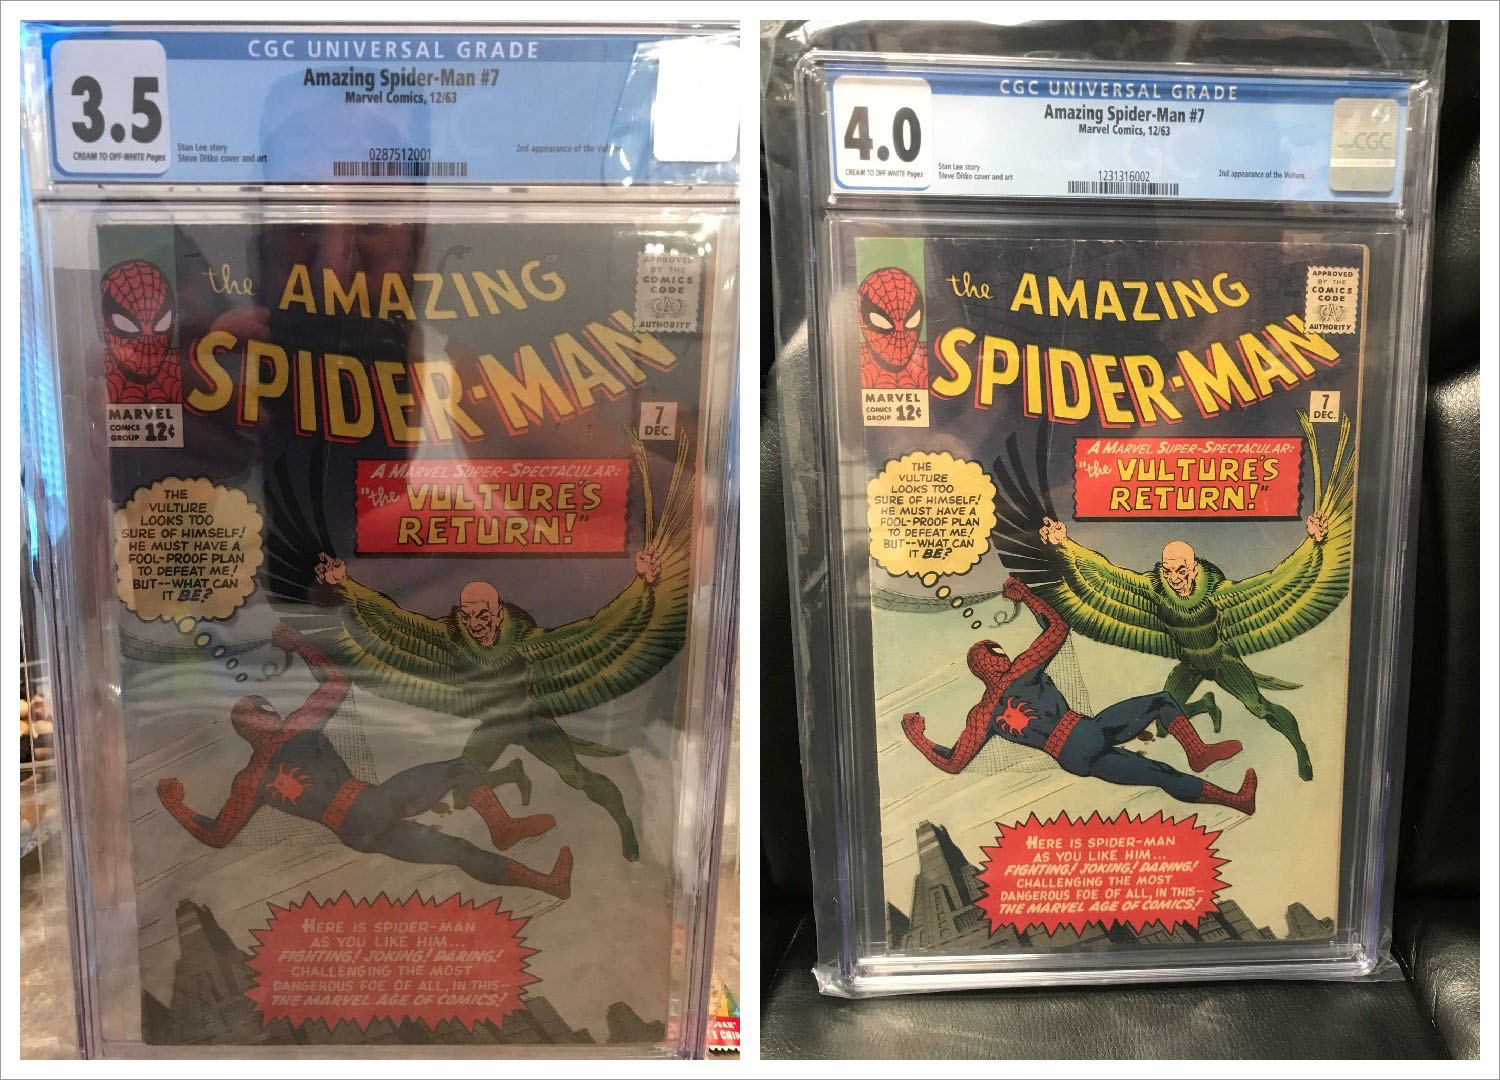 CGC UNIVERSAL GRADE
3.5
CREAM TO OFF-WHITE Pages
Amazing Spider-Man #7
Marvel Comics, 12/63
Stan Lee story
Steve Ditko cover and art
0287512001
2nd appearance of the Vulture.
the AMAZING
SPIDER-MAN
APPROVED
BY THE
COMICS
CODE
AUTHORITY
MARVEL
COMICS
GROUP
12¢
7
DEC.
A MARVEL SUPER-SPECTACULAR:
"the VULTURE'S
RETURN!"
THE
VULTURE
LOOKS TOO
SURE OF HIMSELF!
HE MUST HAVE A
FOOL-PROOF PLAN
TO DEFEAT ME!
BUT--WHAT CAN
IT BE?
HERE IS SPIDER-MAN
AS YOU LIKE HIM...
FIGHTING! JOKING! DARING!
CHALLENGING THE MOST
DANGEROUS FOE OF ALL, IN THIS--
THE MARVEL AGE OF COMICS!
CGC UNIVERSAL GRADE
4.0
CREAM TO OFF-WHITE Pages
Amazing Spider-Man #7
Marvel Comics, 12/63
Stan Lee story
Steve Ditko cover and art
1231316002
2nd appearance of the Vulture.
CGC
the AMAZING
SPIDER-MAN
APPROVED
BY THE
COMICS
CODE
CA
AUTHORITY
MARVEL
COMICS
GROUP
12¢
7
DEC.
A MARVEL SUPER-SPECTACULAR:
"the VULTURE'S
RETURN!"
THE
VULTURE
LOOKS TOO
SURE OF HIMSELF!
HE MUST HAVE A
FOOL-PROOF PLAN
TO DEFEAT ME!
BUT--WHAT CAN
IT BE?
HERE IS SPIDER-MAN
AS YOU LIKE HIM...
FIGHTING! JOKING! DARING!
CHALLENGING THE MOST
DANGEROUS FOE OF ALL, IN THIS--
THE MARVEL AGE OF COMICS!